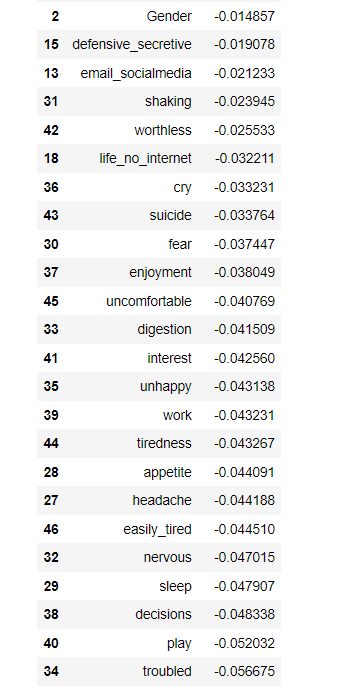 2 Gender -0.014857
15 defensive_secretive -0.019078
13 email_socialmedia -0.021233
31 shaking -0.023945
42 worthless -0.025533
18 life_no_internet -0.032211
36 cry -0.033231
43 suicide -0.033764
30 fear -0.037447
37 enjoyment -0.038049
45 uncomfortable -0.040769
33 digestion -0.041509
41 interest -0.042560
35 unhappy -0.043138
39 work -0.043231
44 tiredness -0.043267
28 appetite -0.044091
27 headache -0.044188
46 easily_tired -0.044510
32 nervous -0.047015
29 sleep -0.047907
38 decisions -0.048338
40 play -0.052032
34 troubled -0.056675